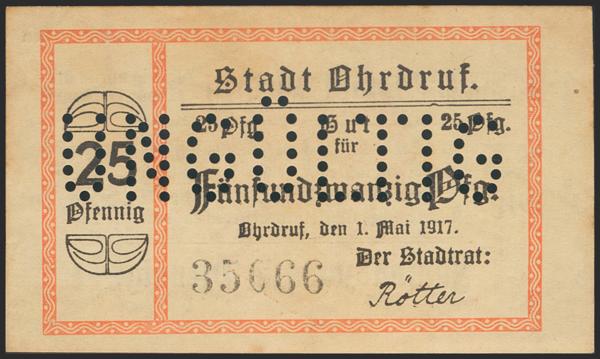 Stadt Ohrdruf.
UNGÜLTIG
25 Pfg. Gut 25 Pfg.
für
25
Pfennig
Fünfundzwanzig Pfg.
Ohrdruf, den 1. Mai 1917.
Der Stadtrat:
Rötter